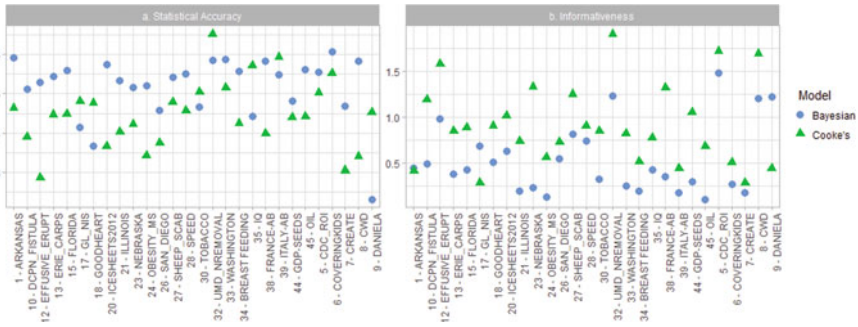 a. Statistical Accuracy
b. Informativeness
1.5
1.0
0.5
Model
Bayesian
Cooke's
1 - ARKANSAS
10 - DCPN_FISTULA
12 - EFFUSIVE_ERUPT
13 - ERIE_CARPS
15 - FLORIDA
17 - GL_NIS
18 - GOODHEART
20 - ICESHEETS2012
21 - ILLINOIS
23 - NEBRASKA
24 - OBESITY_MS
26 - SAN_DIEGO
27 - SHEEP_SCAB
28 - SPEED
30 - TOBACCO
32 - UMD_NREMOVAL
33 - WASHINGTON
34 - BREASTFEEDING
35 - IQ
38 - FRANCE-AB
39 - ITALY-AB
44 - GDP-SEEDS
45 - OIL
5 - CDC_ROI
6 - COVERINGKIDS
7 - CREATE
8 - CWD
9 - DANIELA
1 - ARKANSAS
10 - DCPN_FISTULA
12 - EFFUSIVE_ERUPT
13 - ERIE_CARPS
15 - FLORIDA
17 - GL_NIS
18 - GOODHEART
20 - ICESHEETS2012
21 - ILLINOIS
23 - NEBRASKA
24 - OBESITY_MS
26 - SAN_DIEGO
27 - SHEEP_SCAB
28 - SPEED
30 - TOBACCO
32 - UMD_NREMOVAL
33 - WASHINGTON
34 - BREASTFEEDING
35 - IQ
38 - FRANCE-AB
39 - ITALY-AB
44 - GDP-SEEDS
45 - OIL
5 - CDC_ROI
6 - COVERINGKIDS
7 - CREATE
8 - CWD
9 - DANIELA